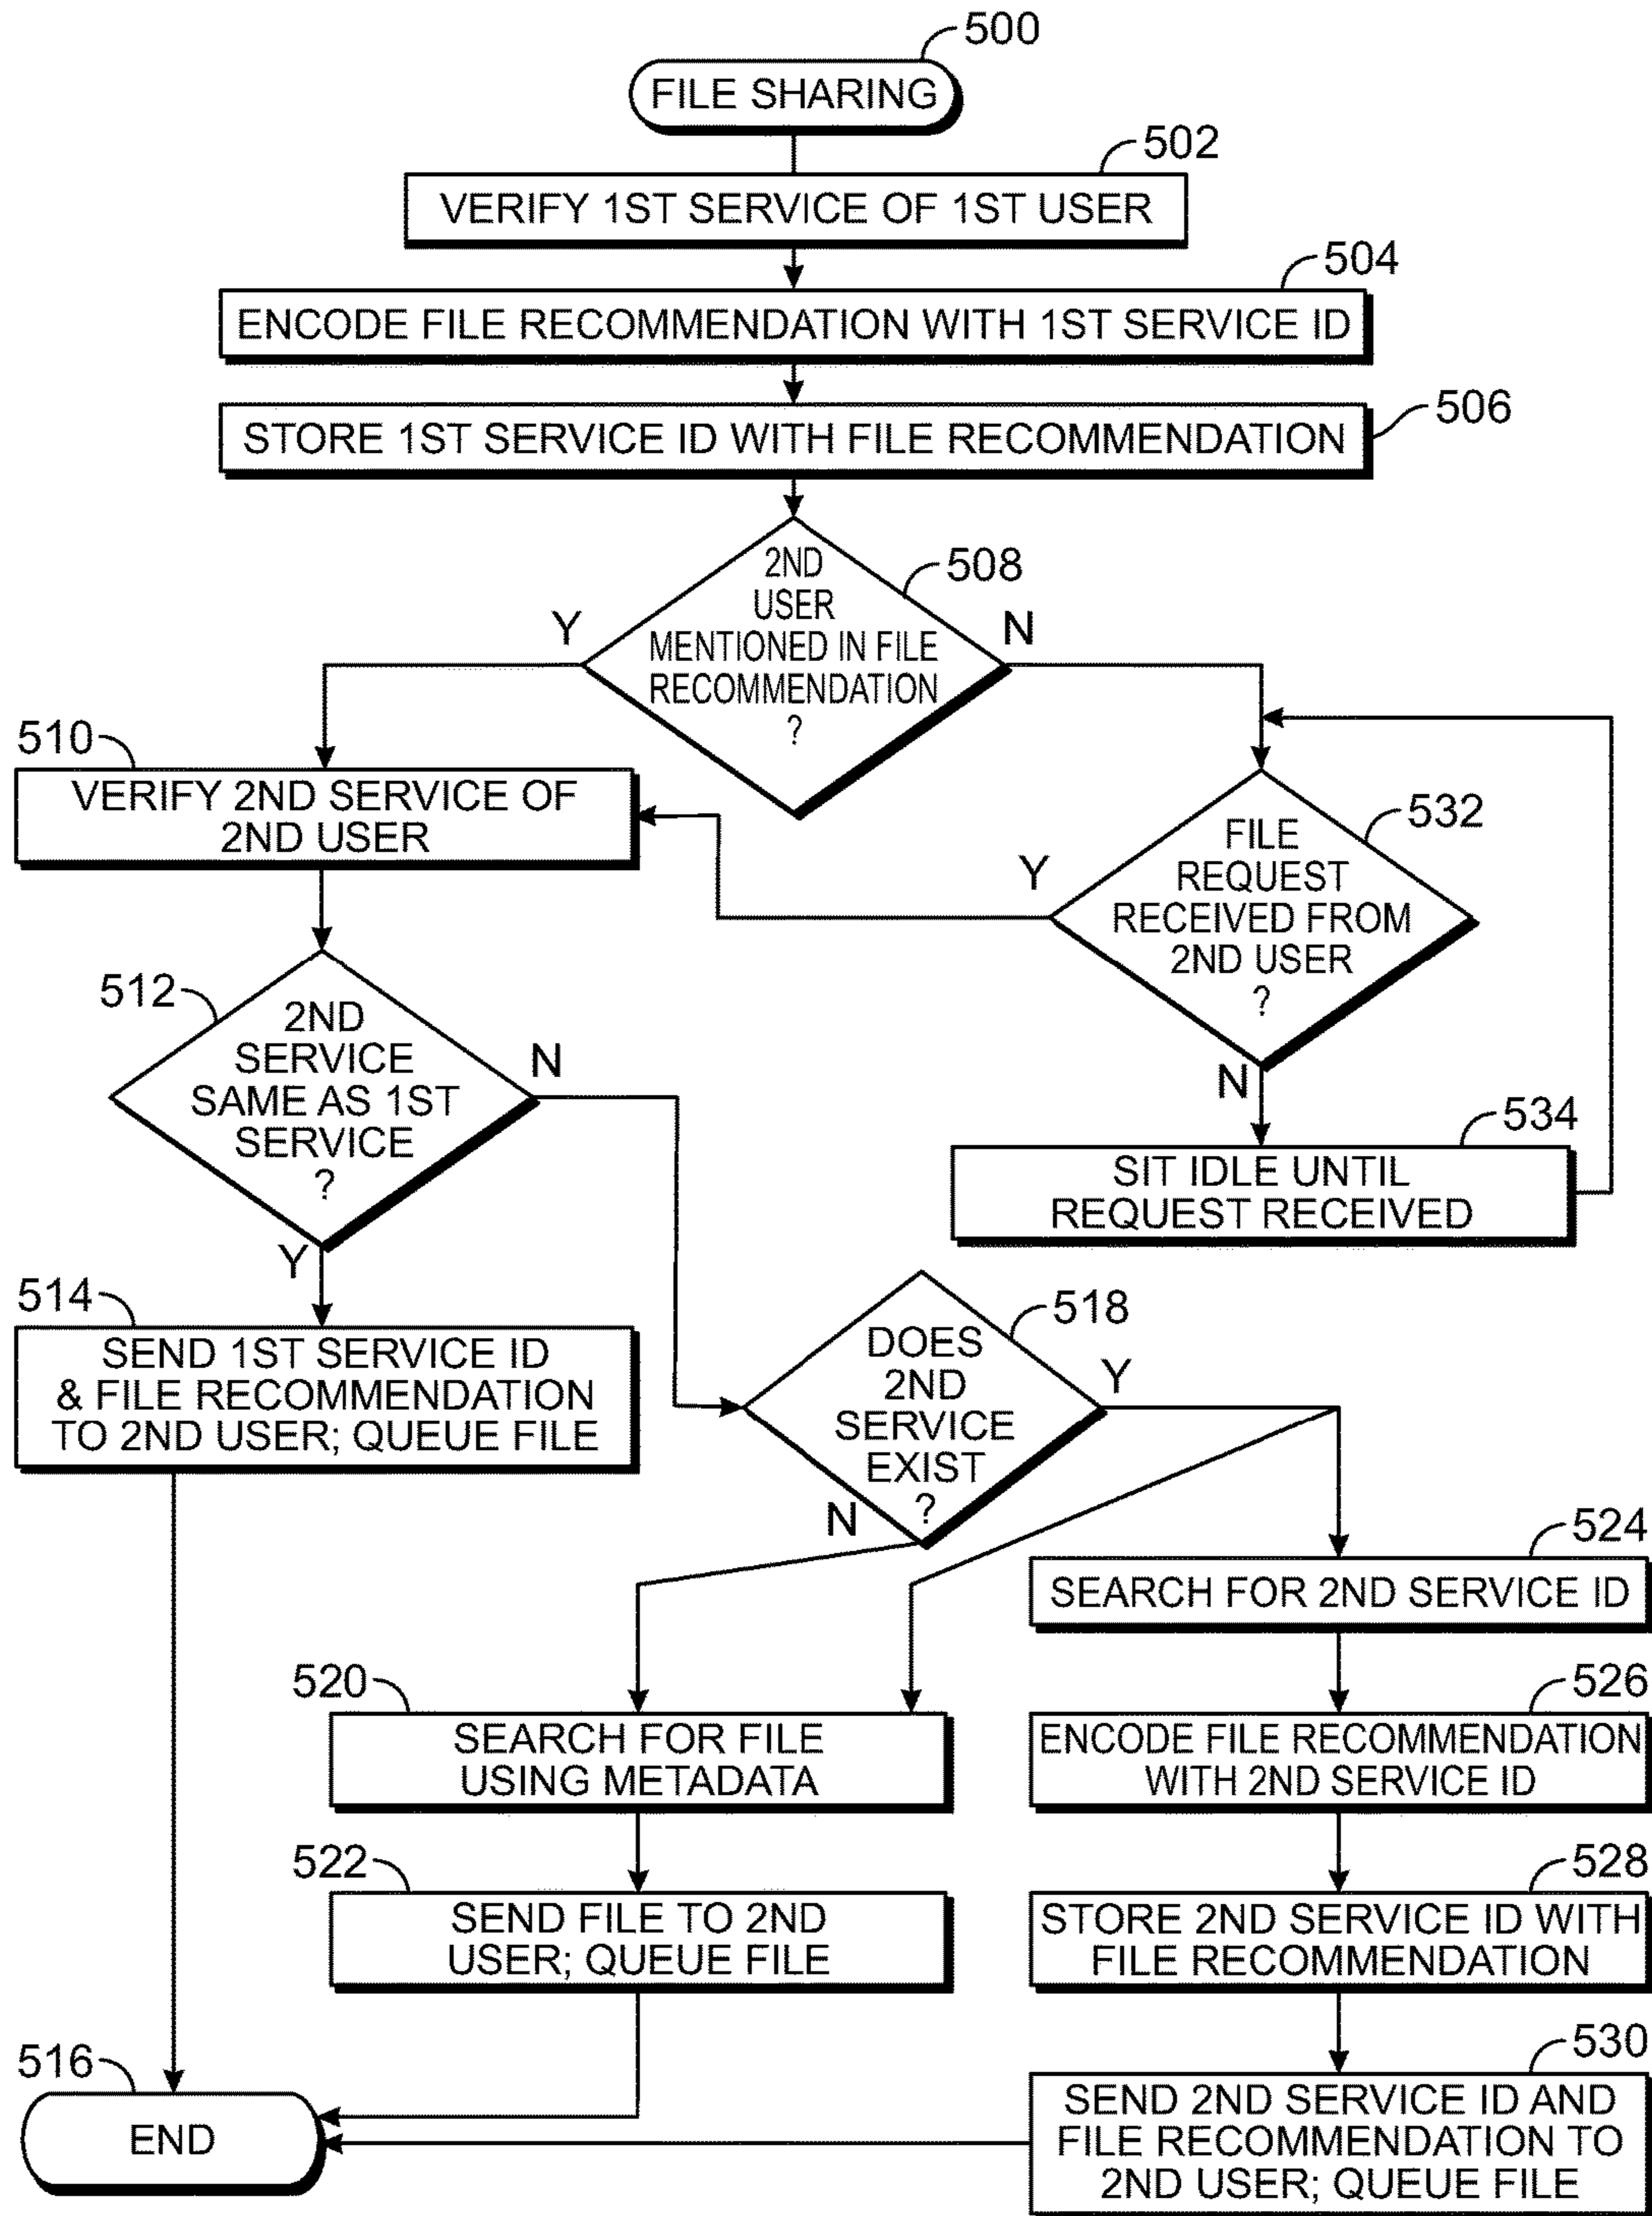 500
FILE SHARING
502
VERIFY 1ST SERVICE OF 1ST USER
504
ENCODE FILE RECOMMENDATION WITH 1ST SERVICE ID
506
STORE 1ST SERVICE ID WITH FILE RECOMMENDATION
508
2ND
USER
MENTIONED IN FILE
RECOMMENDATION
?
Y
N
510
VERIFY 2ND SERVICE OF
2ND USER
532
FILE
REQUEST
RECEIVED FROM
2ND USER
?
Y
N
534
SIT IDLE UNTIL
REQUEST RECEIVED
512
2ND
SERVICE
SAME AS 1ST
SERVICE
?
N
Y
514
SEND 1ST SERVICE ID
& FILE RECOMMENDATION
TO 2ND USER; QUEUE FILE
518
DOES
2ND
SERVICE
EXIST
?
Y
N
524
SEARCH FOR 2ND SERVICE ID
520
SEARCH FOR FILE
USING METADATA
526
ENCODE FILE RECOMMENDATION
WITH 2ND SERVICE ID
522
SEND FILE TO 2ND
USER; QUEUE FILE
528
STORE 2ND SERVICE ID WITH
FILE RECOMMENDATION
516
END
530
SEND 2ND SERVICE ID AND
FILE RECOMMENDATION TO
2ND USER; QUEUE FILE